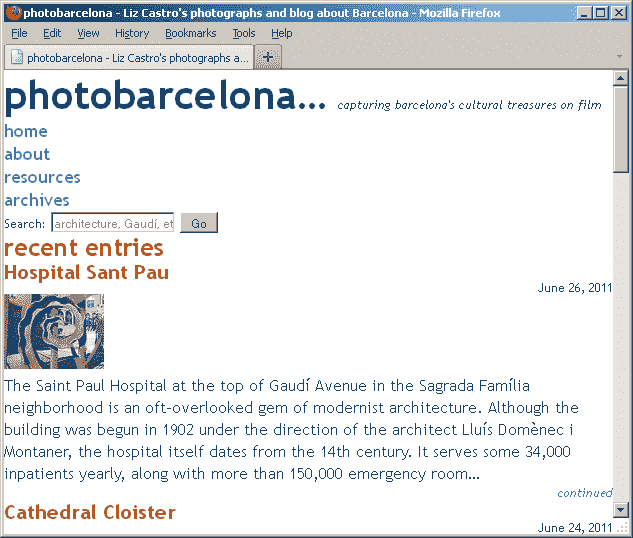 photobarcelona - Liz Castro's photographs and blog about Barcelona - Mozilla Firefox
File Edit View History Bookmarks Tools Help
photobarcelona - Liz Castro's photographs a...
photobarcelona... capturing barcelona's cultural treasures on film
home
about
resources
archives
Search: architecture, Gaudí, et Go
recent entries
Hospital Sant Pau
June 26, 2011
The Saint Paul Hospital at the top of Gaudí Avenue in the Sagrada Família
neighborhood is an oft-overlooked gem of modernist architecture. Although the
building was begun in 1902 under the direction of the architect Lluís Domènec i
Montaner, the hospital itself dates from the 14th century. It serves some 34,000
inpatients yearly, along with more than 150,000 emergency room...
continued
Cathedral Cloister
June 24, 2011